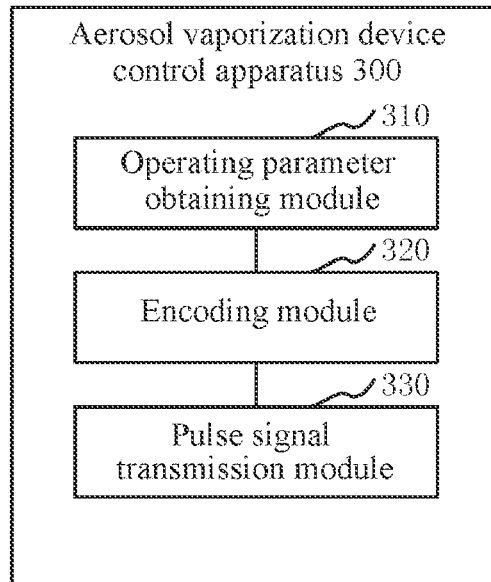 Aerosol vaporization device
control apparatus 300
310
Operating parameter
obtaining module
320
Encoding module
330
Pulse signal
transmission module